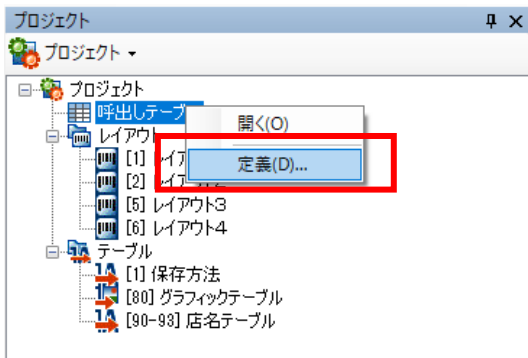 プロジェクト
プロジェクト
プロジェクト
呼出しテーブ
開く(O)
レイアウト
定義(D)...
[1] レイア
[2] レイアウト2
[5] レイアウト3
[6] レイアウト4
テーブル
[1] 保存方法
[80] グラフィックテーブル
[90-93] 店名テーブル